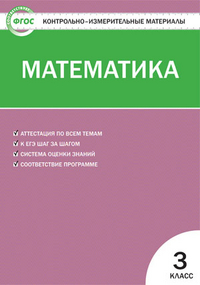 ФГОС
КОНТРОЛЬНО-ИЗМЕРИТЕЛЬНЫЕ МАТЕРИАЛЫ
МАТЕМАТИКА
АТТЕСТАЦИЯ ПО ВСЕМ ТЕМАМ
К ЕГЭ ШАГ ЗА ШАГОМ
СИСТЕМА ОЦЕНКИ ЗНАНИЙ
СООТВЕТСТВИЕ ПРОГРАММЕ
3
КЛАСС